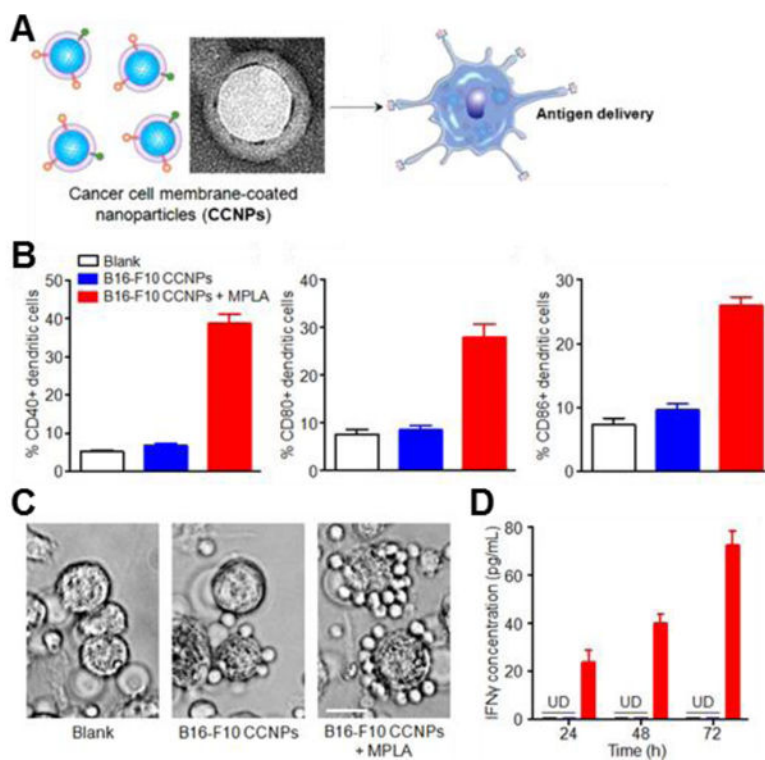 A
Antigen delivery
Cancer cell membrane-coated
nanoparticles (CCNPs)
B
Blank
B16-F10 CCNPs
B16-F10 CCNPs + MPLA
% CD40+ dendritic cells
50
40
30
20
10
0
% CD80+ dendritic cells
40
30
20
10
0
% CD86+ dendritic cells
30
20
10
0
C
Blank
B16-F10 CCNPs
B16-F10 CCNPs
+ MPLA
D
IFNγ concentration (pg/mL)
80
60
40
20
0
UD
UD
UD
24
48
72
Time (h)